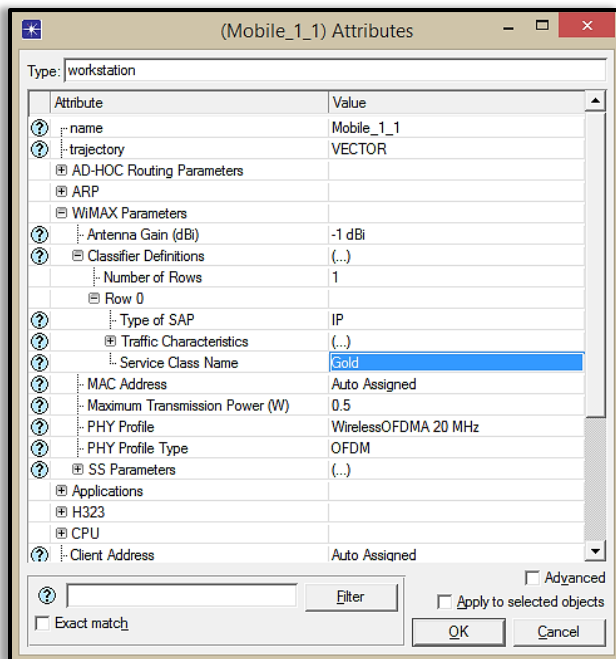 (Mobile_1_1) Attributes
Type: workstation
Attribute Value
name Mobile_1_1
trajectory VECTOR
AD-HOC Routing Parameters
ARP
WiMAX Parameters
Antenna Gain (dBi) -1 dBi
Classifier Definitions (...)
Number of Rows 1
Row 0
Type of SAP IP
Traffic Characteristics (...)
Service Class Name Gold
MAC Address Auto Assigned
Maximum Transmission Power (W) 0.5
PHY Profile WirelessOFDMA 20 MHz
PHY Profile Type OFDM
SS Parameters (...)
Applications
H323
CPU
Client Address Auto Assigned
Advanced
Filter
Apply to selected objects
Exact match
OK Cancel